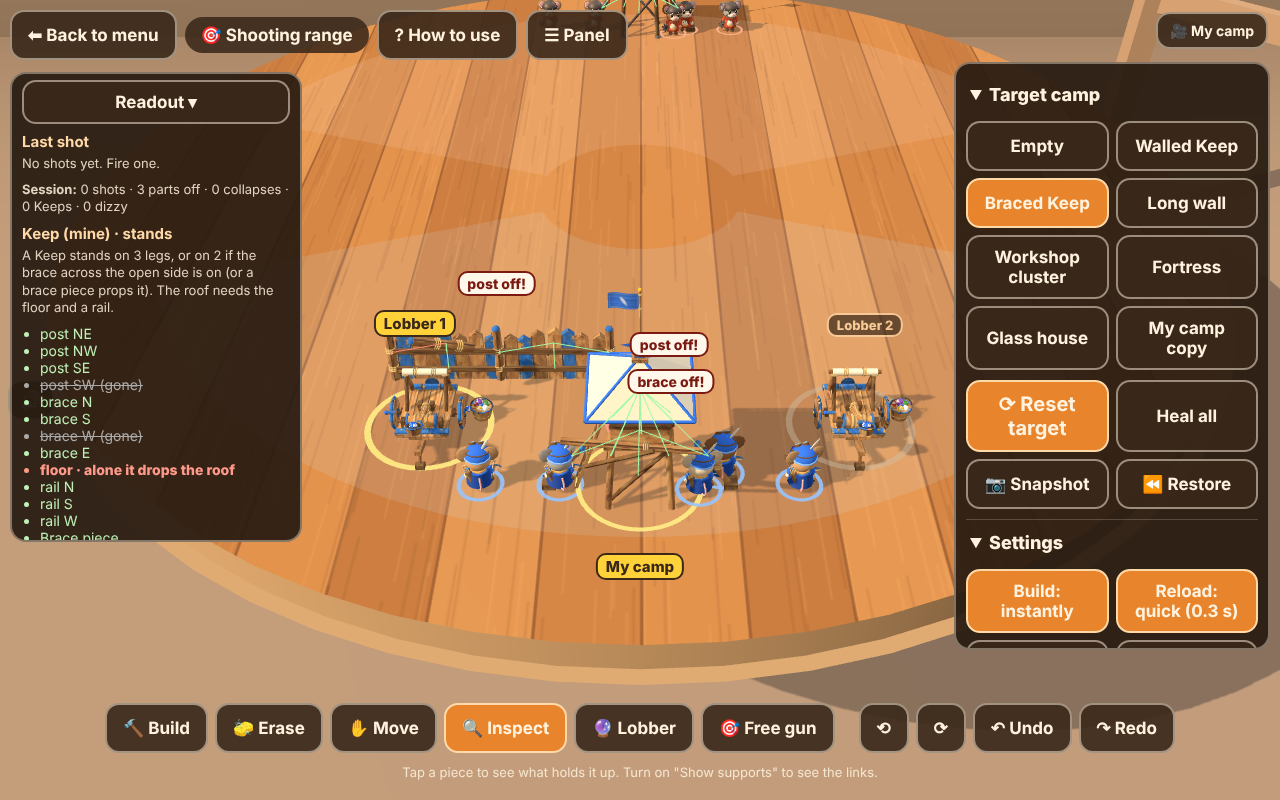 ⬅ Back to menu
🎯 Shooting range
? How to use
☰ Panel
🎥 My camp
Readout ▾
Last shot
No shots yet. Fire one.
Session: 0 shots · 3 parts off · 0 collapses ·
0 Keeps · 0 dizzy
Keep (mine) · stands
A Keep stands on 3 legs, or on 2 if the
brace across the open side is on (or a
brace piece props it). The roof needs the
floor and a rail.
• post NE
• post NW
• post SE
• post SW (gone)
• brace N
• brace S
• brace W (gone)
• brace E
• floor · alone it drops the roof
• rail N
• rail S
• rail W
• Brace piece
post off!
Lobber 1
post off!
brace off!
Lobber 2
My camp
▼ Target camp
Empty
Walled Keep
Braced Keep
Long wall
Workshop
cluster
Fortress
Glass house
My camp
copy
⟳ Reset
target
Heal all
📷 Snapshot
⏪ Restore
▼ Settings
Build:
instantly
Reload:
quick (0.3 s)
🔨 Build
🧽 Erase
✋ Move
🔍 Inspect
🔮 Lobber
🎯 Free gun
⟲
⟳
↶ Undo
↷ Redo
Tap a piece to see what holds it up. Turn on "Show supports" to see the links.